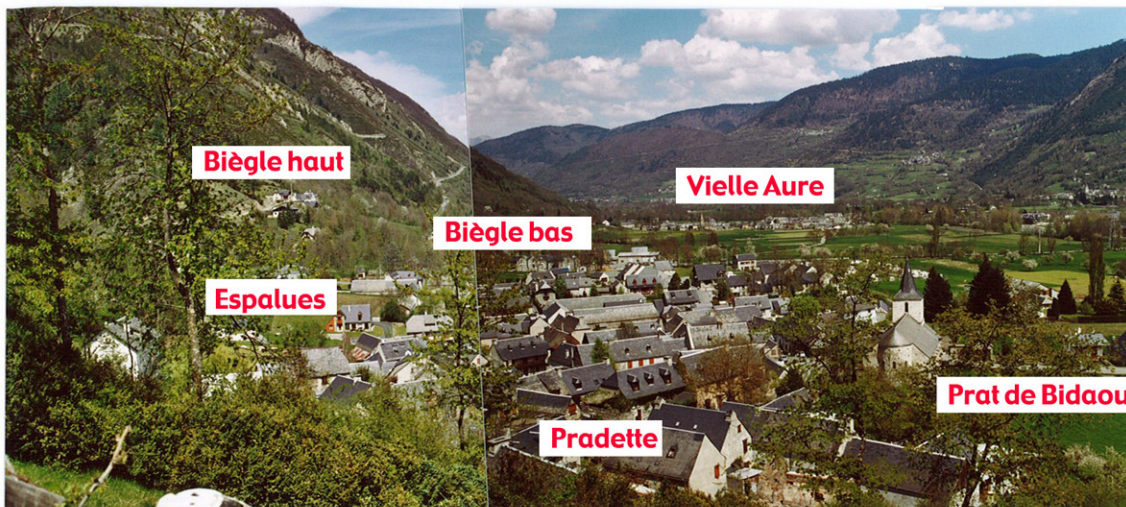 Biègle haut
Vielle Aure
Biègle bas
Espalues
Prat de Bidaou
Pradette